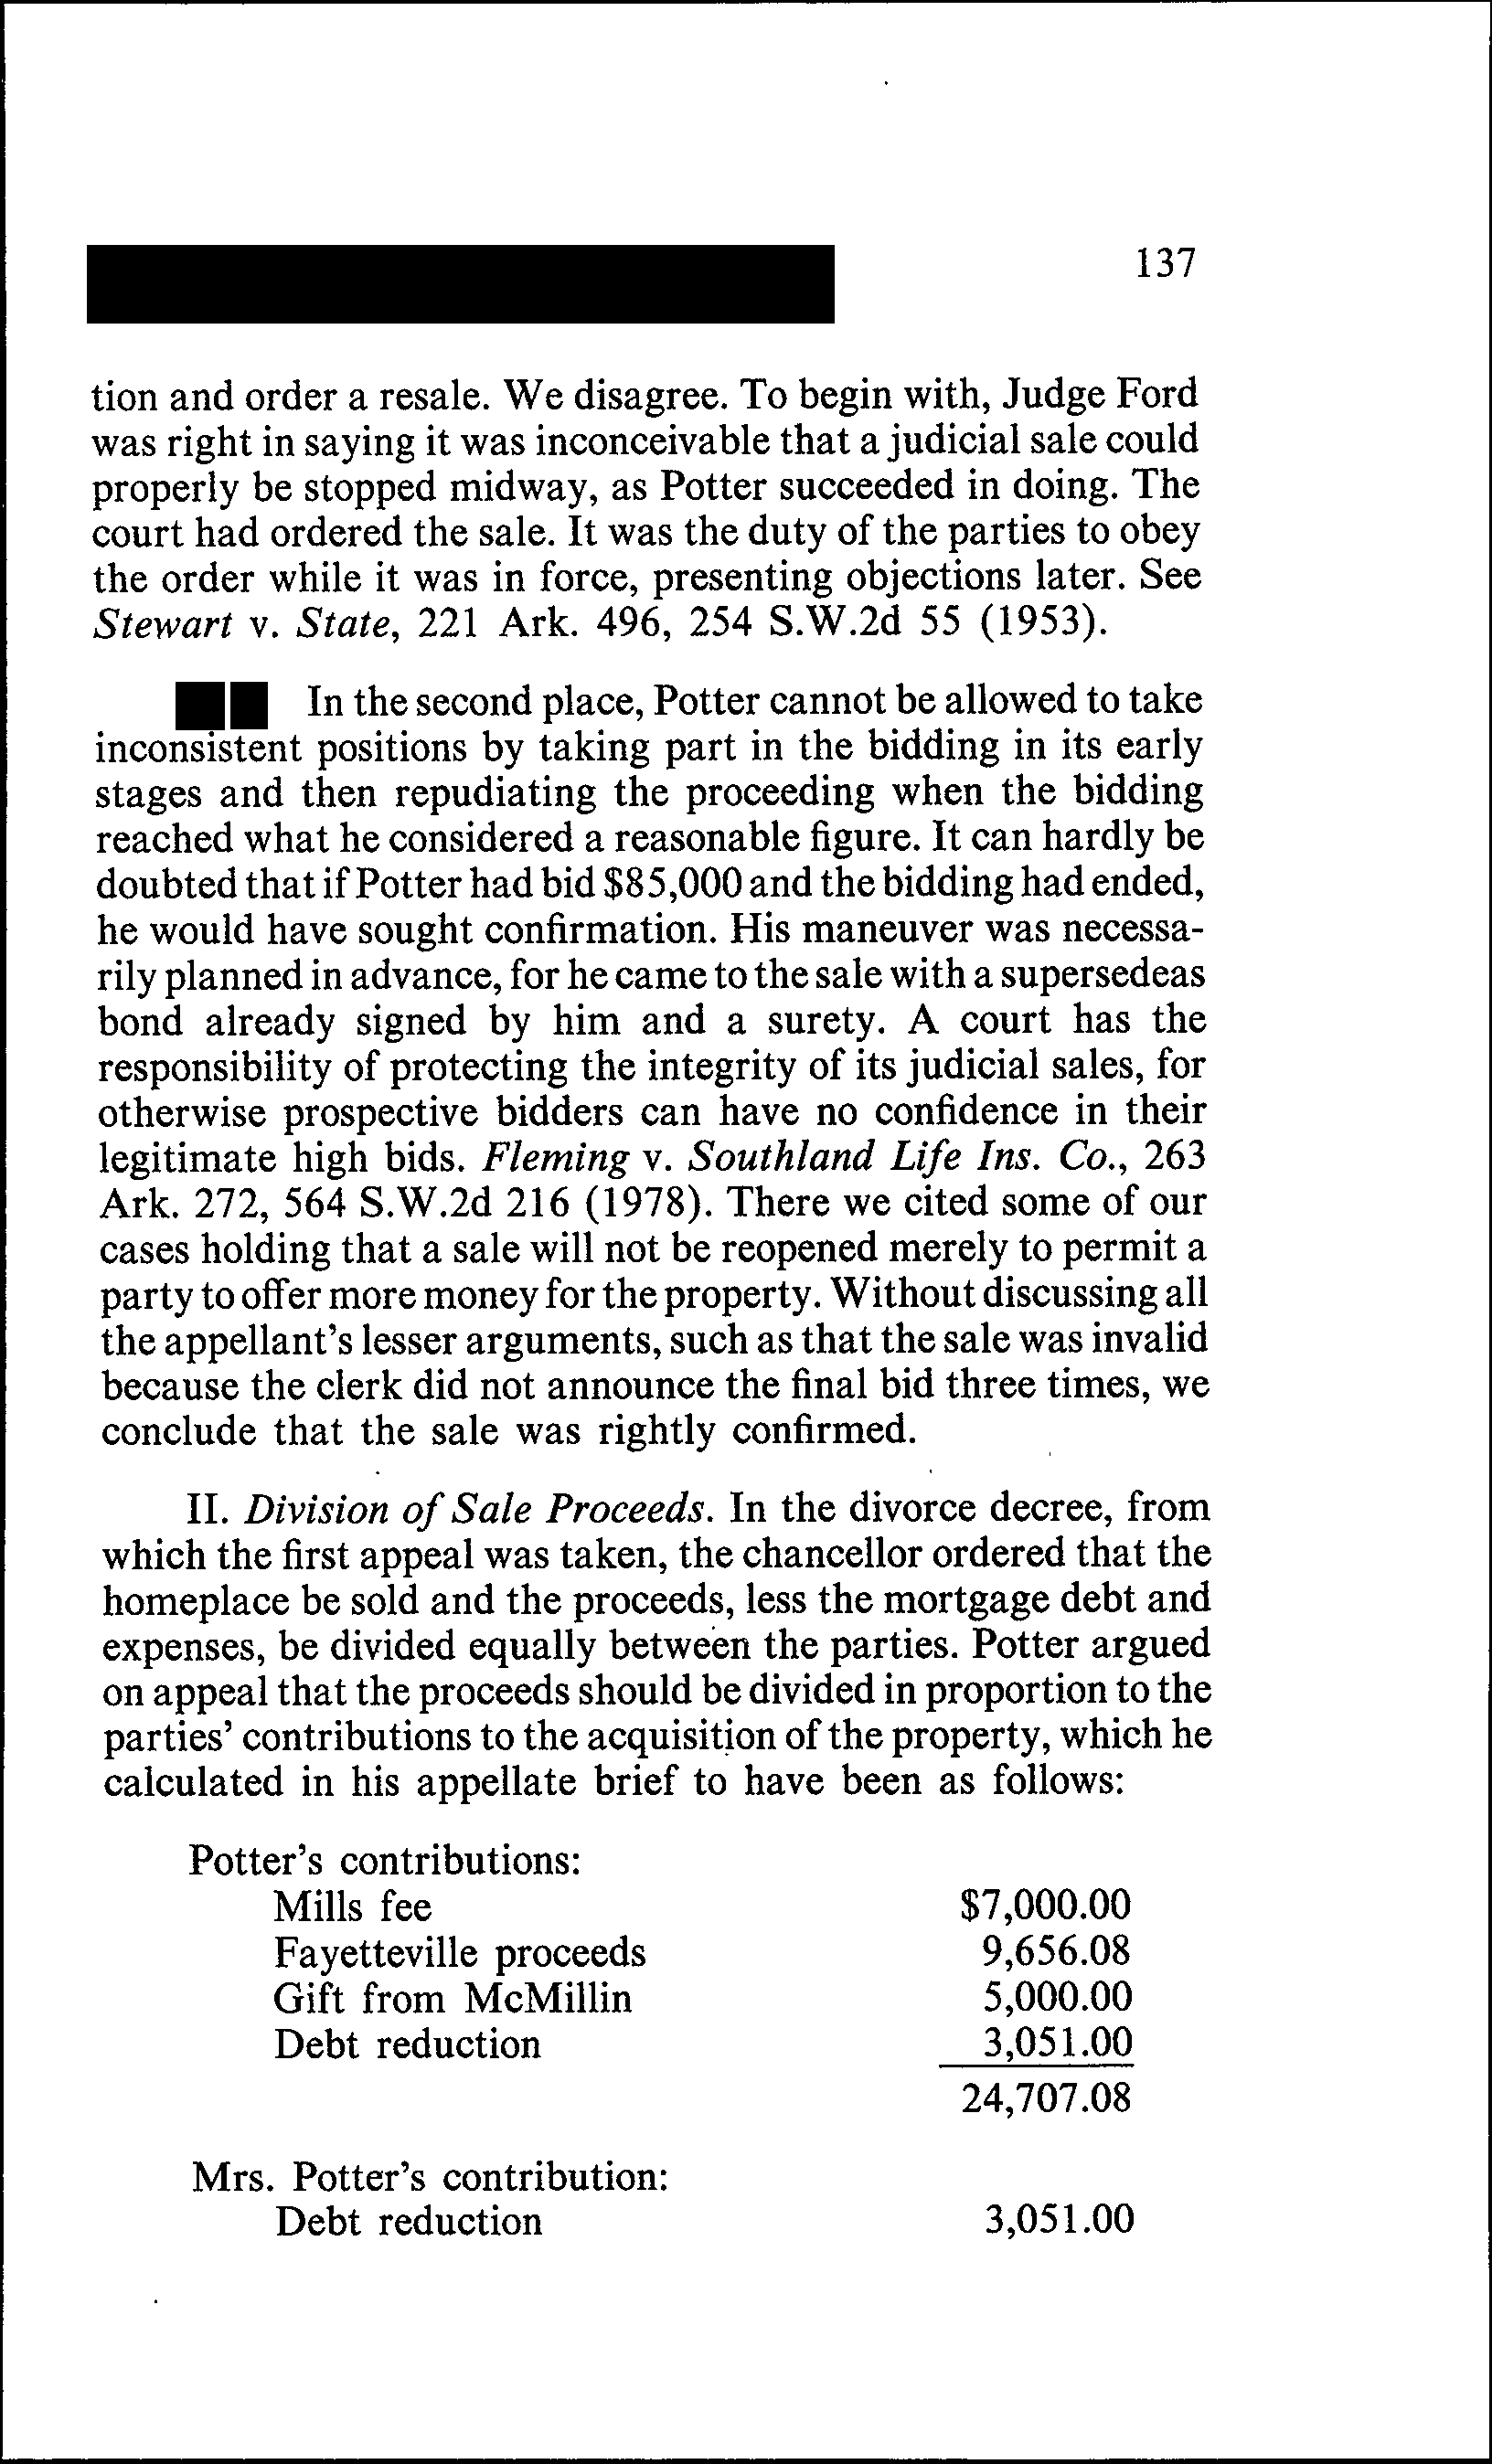 137
tion and order a resale. We disagree. To begin with, Judge Ford
was right in saying it was inconceivable that a judicial sale could
properly be stopped midway, as Potter succeeded in doing. The
court had ordered the sale. It was the duty of the parties to obey
the order while it was in force, presenting objections later. See
Stewart v. State, 221 Ark. 496, 254 S.W.2d 55 (1953).
In the second place, Potter cannot be allowed to take
inconsistent positions by taking part in the bidding in its early
stages and then repudiating the proceeding when the bidding
reached what he considered a reasonable figure. It can hardly be
doubted that if Potter had bid $85,000 and the bidding had ended,
he would have sought confirmation. His maneuver was necessa-
rily planned in advance, for he came to the sale with a supersedeas
bond already signed by him and a surety. A court has the
responsibility of protecting the integrity of its judicial sales, for
otherwise prospective bidders can have no confidence in their
legitimate high bids. Fleming v. Southland Life Ins. Co., 263
Ark. 272, 564 S.W.2d 216 (1978). There we cited some of our
cases holding that a sale will not be reopened merely to permit a
party to offer more money for the property. Without discussing all
the appellant's lesser arguments, such as that the sale was invalid
because the clerk did not announce the final bid three times, we
conclude that the sale was rightly confirmed.
II. Division of Sale Proceeds. In the divorce decree, from
which the first appeal was taken, the chancellor ordered that the
homeplace be sold and the proceeds, less the mortgage debt and
expenses, be divided equally between the parties. Potter argued
on appeal that the proceeds should be divided in proportion to the
parties' contributions to the acquisition of the property, which he
calculated in his appellate brief to have been as follows:
Potter's contributions:
Mills fee $7,000.00
Fayetteville proceeds 9,656.08
Gift from McMillin 5,000.00
Debt reduction 3,051.00
24,707.08
Mrs. Potter's contribution:
Debt reduction 3,051.00